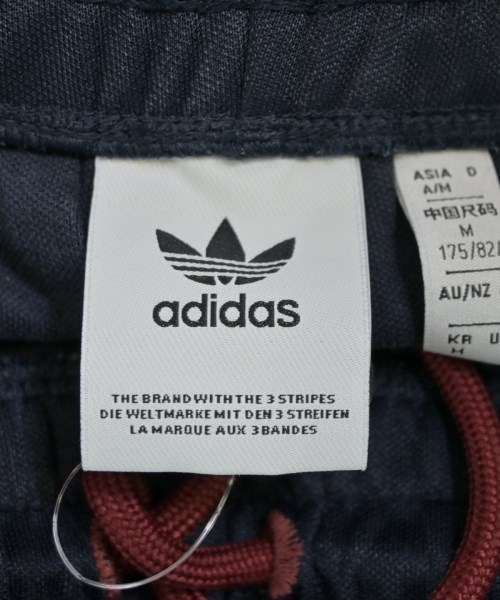 adidas
THE BRAND WITH THE 3 STRIPES
DIE WELTMARKE MIT DEN 3 STREIFEN
LA MARQUE AUX 3 BANDES
ASIA D
A/M
中国尺码
M
175/82
AU/NZ
KR U